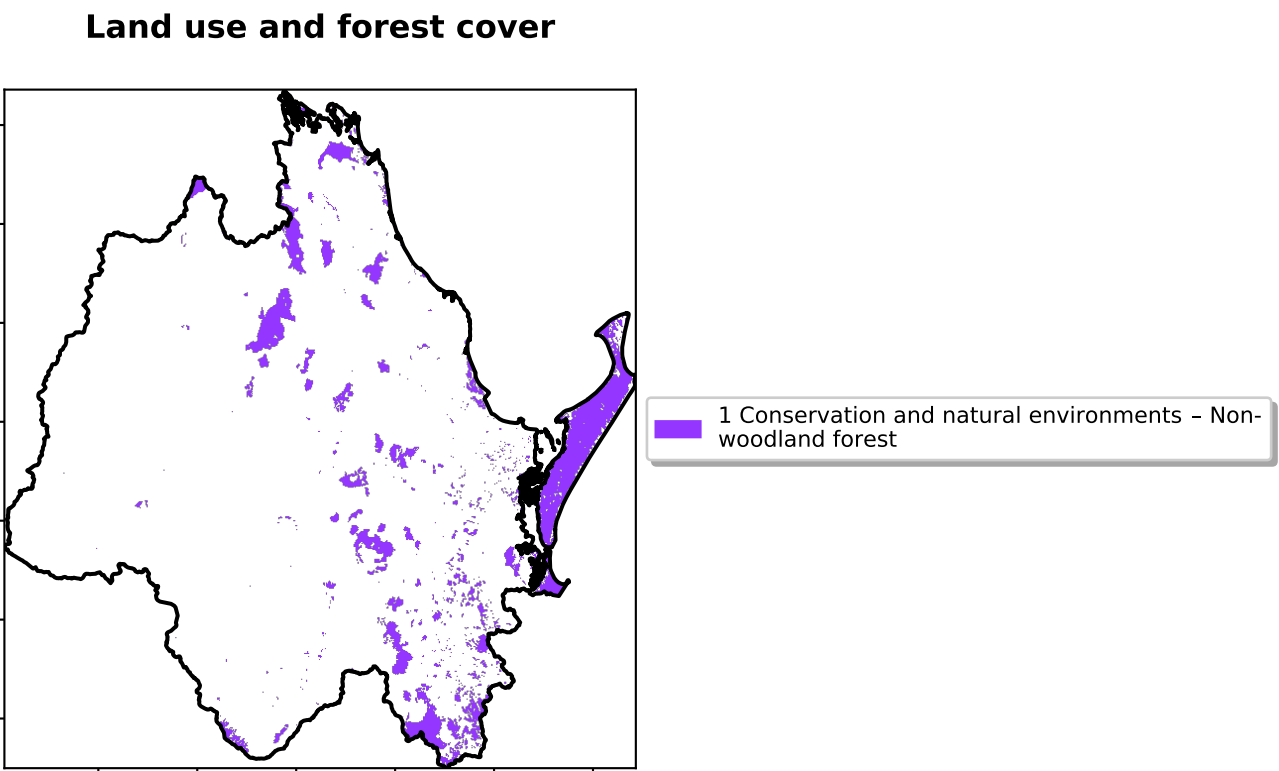 Land use and forest cover
1 Conservation and natural environments – Non-
woodland forest